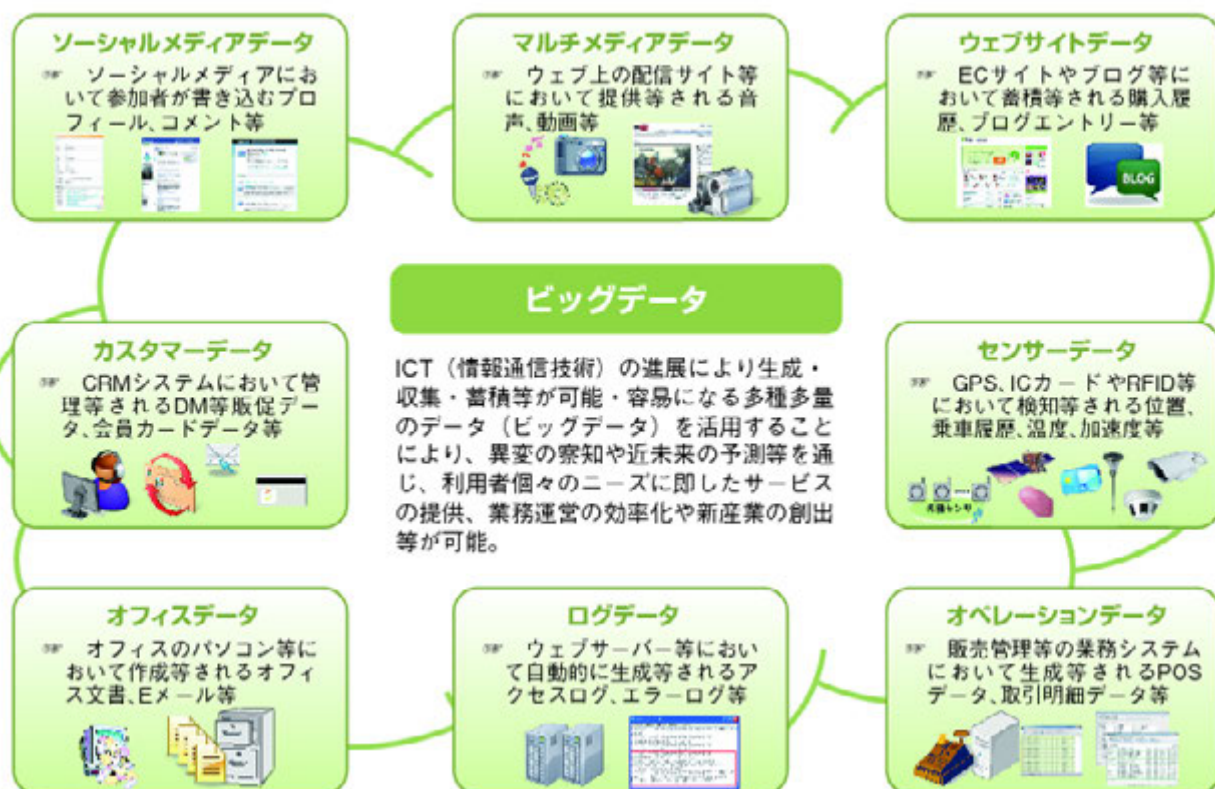 ソーシャルメディアデータ
☞ ソーシャルメディアにお
いて参加者が書き込むプロ
フィール、コメント等
マルチメディアデータ
☞ ウェブ上の配信サイト等
において提供等される音
声、動画等
ウェブサイトデータ
☞ ECサイトやブログ等に
おいて蓄積等される購入履
歴、ブログエントリー等
BLOG
ビッグデータ
ICT（情報通信技術）の進展により生成・
収集・蓄積等が可能・容易になる多種多量
のデータ（ビッグデータ）を活用すること
により、異変の察知や近未来の予測等を通
じ、利用者個々のニーズに即したサービス
の提供、業務運営の効率化や新産業の創出
等が可能。
カスタマーデータ
☞ CRMシステムにおいて管
理等されるDM等販促デー
タ、会員カードデータ等
センサーデータ
☞ GPS、ICカードやRFID等
において検知等される位置、
乗車履歴、温度、加速度等
オフィスデータ
☞ オフィスのパソコン等に
おいて作成等されるオフィ
ス文書、Eメール等
ログデータ
☞ ウェブサーバー等におい
て自動的に生成等されるア
クセスログ、エラーログ等
オペレーションデータ
☞ 販売管理等の業務システム
において生成等されるPOS
データ、取引明細データ等